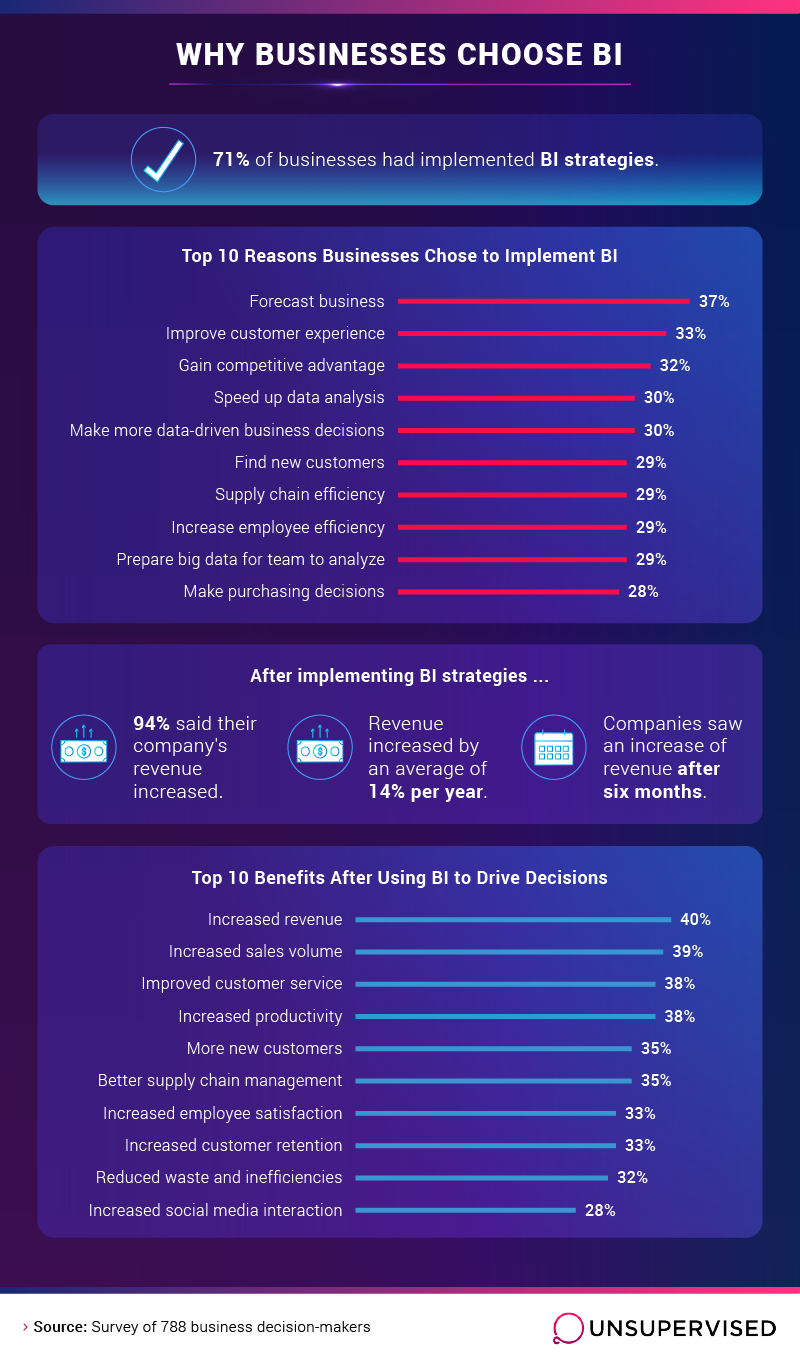 WHY BUSINESSES CHOOSE BI
71% of businesses had implemented BI strategies.
Top 10 Reasons Businesses Chose to Implement BI
Forecast business 37%
Improve customer experience 33%
Gain competitive advantage 32%
Speed up data analysis 30%
Make more data-driven business decisions 30%
Find new customers 29%
Supply chain efficiency 29%
Increase employee efficiency 29%
Prepare big data for team to analyze 29%
Make purchasing decisions 28%
After implementing BI strategies ...
94% said their
company's
revenue
increased.
Revenue
increased by
an average of
14% per year.
Companies saw
an increase of
revenue after
six months.
Top 10 Benefits After Using BI to Drive Decisions
Increased revenue 40%
Increased sales volume 39%
Improved customer service 38%
Increased productivity 38%
More new customers 35%
Better supply chain management 35%
Increased employee satisfaction 33%
Increased customer retention 33%
Reduced waste and inefficiencies 32%
Increased social media interaction 28%
> Source: Survey of 788 business decision-makers
UNSUPERVISED